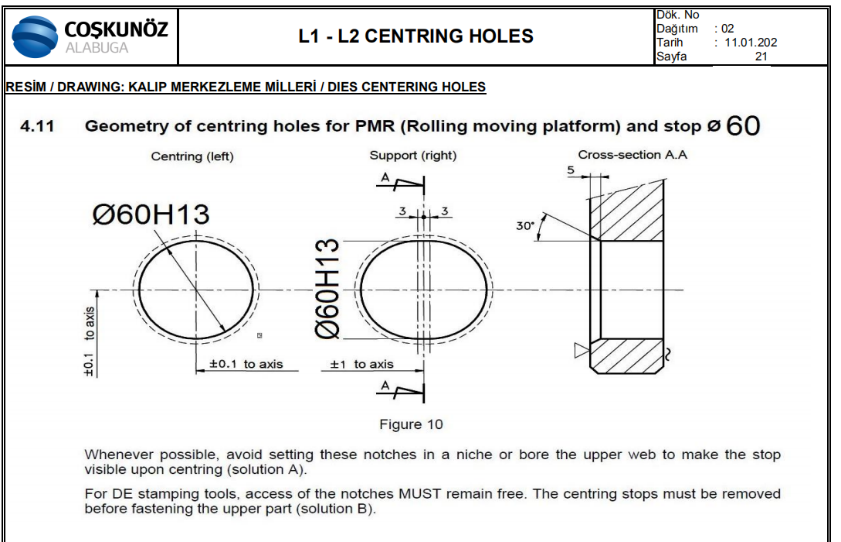 COŞKUNÖZ
ALABUGA
L1 - L2 CENTRING HOLES
Dök. No
Dağıtım : 02
Tarih : 11.01.202
Sayfa 21
RESİM / DRAWING: KALIP MERKEZLEME MİLLERİ / DIES CENTERING HOLES
4.11 Geometry of centring holes for PMR (Rolling moving platform) and stop Ø 60
Centring (left)
Support (right)
Cross-section A.A
A
5
Ø60H13
3 3
30°
Ø60H13
±0.1 to axis
±0.1 to axis
±1 to axis
A
Figure 10
Whenever possible, avoid setting these notches in a niche or bore the upper web to make the stop
visible upon centring (solution A).
For DE stamping tools, access of the notches MUST remain free. The centring stops must be removed
before fastening the upper part (solution B).